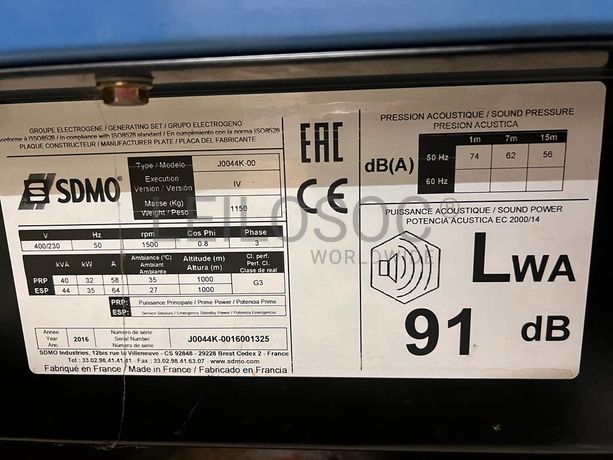 GROUPE ELECTROGENE / GENERATING SET / GRUPO ELECTROGENO
Conforme à l'ISO8528 / In compliance with ISO8528 standard / En cumplimiento con la norma ISO8528
PLAQUE CONSTRUCTEUR / MANUFACTURER PLATE / PLACA DEL FABRICANTE
SDMO®
Type / Modelo J0044K-00
Execution
Version / Versión IV
Masse (Kg)
Weight / Peso 1150
V Hz rpm Cos Phi Phase
400/230 50 1500 0.8 3
kVA kW A Ambiance (°C)
Ambiant
Ambiante Altitude (m)
Altura (m) Cl. perf.
Perf. Cl.
Clase de real
PRP 40 32 58 35 1000 G3
ESP 44 35 64 27 1000
PRP: Puissance Principale / Prime Power / Potencia Prime
ESP: Service Secours / Emergency Standby Power / Potencia Emergencia
Année
Year
Ano 2016 Numéro de série
Serial Number
Número de série J0044K-0016001325
SDMO Industries, 12bis rue la Villeneuve - CS 92848 - 29228 Brest Cedex 2 - France
Tel : 33.02.98.41.41.41 - Fax : 33.02.98.41.63.07 www.sdmo.com
Fabriqué en France / Made in France / Fabricado en Francia
EAC
CE
PRESSION ACOUSTIQUE / SOUND PRESSURE
PRESION ACUSTICA
dB(A)
1m 7m 15m
50 Hz 74 62 56
60 Hz
PUISSANCE ACOUSTIQUE / SOUND POWER
POTENCIA ACUSTICA EC 2000/14
LWA
91 dB
LEILOSOC®
WORLDWIDE